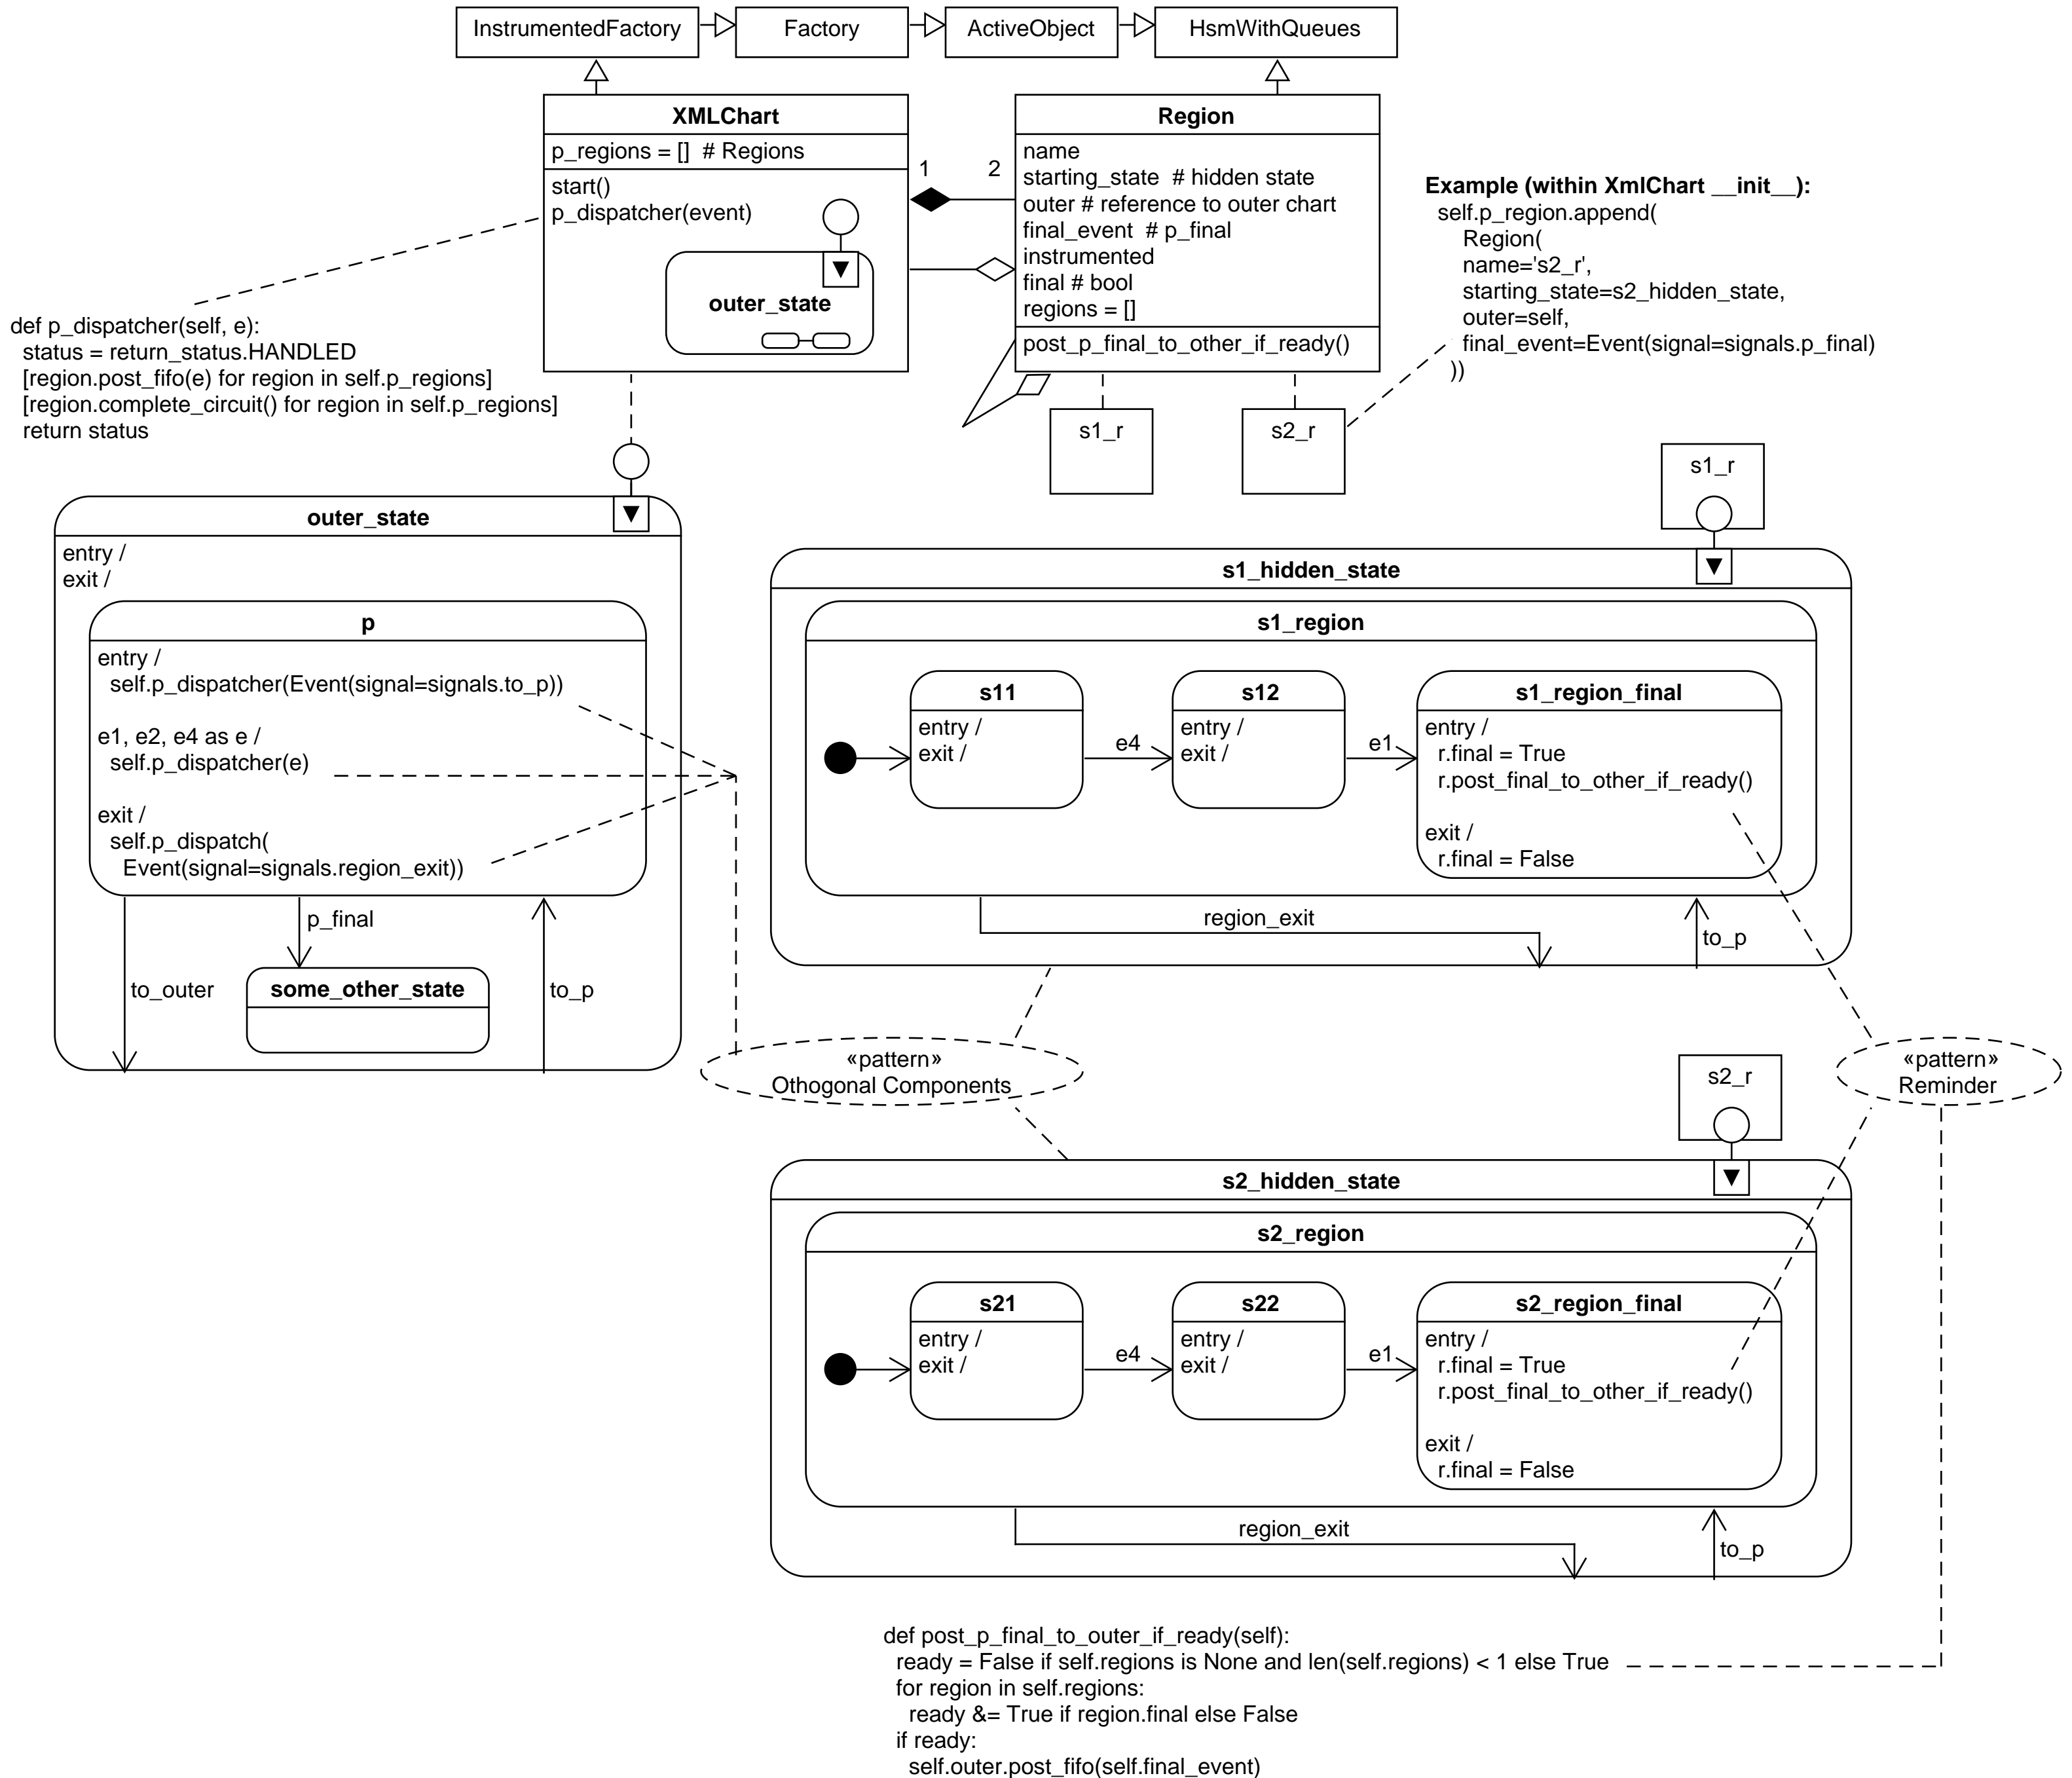 InstrumentedFactory
Factory
ActiveObject
HsmWithQueues
XMLChart
p_regions = []  # Regions
start()
p_dispatcher(event)
outer_state
1
2
Region
name
starting_state  # hidden state
outer # reference to outer chart
final_event  # p_final
instrumented
final # bool
regions = []
post_p_final_to_other_if_ready()
Example (within XmlChart __init__):
self.p_region.append(
Region(
name='s2_r',
starting_state=s2_hidden_state,
outer=self,
final_event=Event(signal=signals.p_final)
))
def p_dispatcher(self, e):
status = return_status.HANDLED
[region.post_fifo(e) for region in self.p_regions]
[region.complete_circuit() for region in self.p_regions]
return status
s1_r
s2_r
s1_r
outer_state
entry /
exit /
p
entry /
self.p_dispatcher(Event(signal=signals.to_p))
e1, e2, e4 as e /
self.p_dispatcher(e)
exit /
self.p_dispatch(
Event(signal=signals.region_exit))
to_outer
p_final
some_other_state
to_p
s1_hidden_state
s1_region
s11
entry /
exit /
e4
s12
entry /
exit /
e1
s1_region_final
entry /
r.final = True
r.post_final_to_other_if_ready()
exit /
r.final = False
region_exit
to_p
«pattern»
Othogonal Components
«pattern»
Reminder
s2_r
s2_hidden_state
s2_region
s21
entry /
exit /
e4
s22
entry /
exit /
e1
s2_region_final
entry /
r.final = True
r.post_final_to_other_if_ready()
exit /
r.final = False
region_exit
to_p
def post_p_final_to_outer_if_ready(self):
ready = False if self.regions is None and len(self.regions) < 1 else True
for region in self.regions:
ready &= True if region.final else False
if ready:
self.outer.post_fifo(self.final_event)